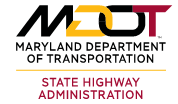 MDOT
MARYLAND DEPARTMENT
OF TRANSPORTATION
STATE HIGHWAY
ADMINISTRATION